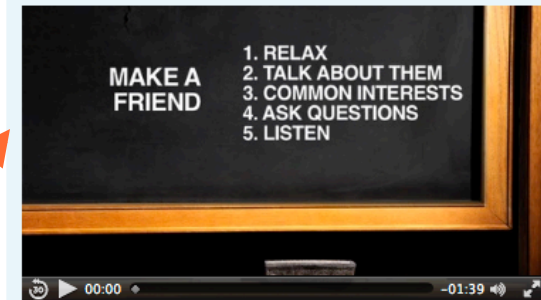 MAKE A
FRIEND
1. RELAX
2. TALK ABOUT THEM
3. COMMON INTERESTS
4. ASK QUESTIONS
5. LISTEN
30 00:00 -01:39